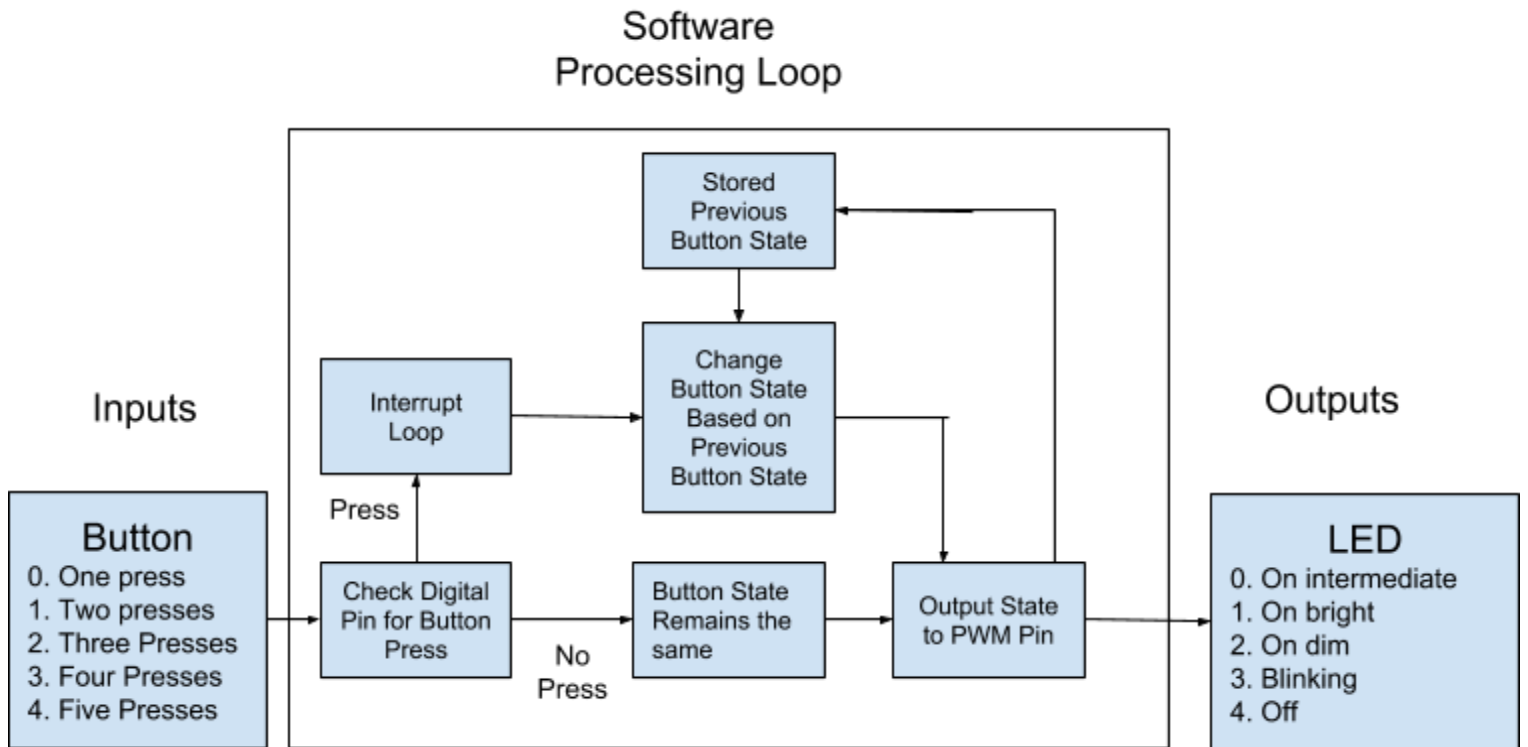 Software
Processing Loop
Inputs
Button
0. One press
1. Two presses
2. Three Presses
3. Four Presses
4. Five Presses
Stored
Previous
Button State
Interrupt
Loop
Change
Button State
Based on
Previous
Button State
Press
Check Digital
Pin for Button
Press
No
Press
Button State
Remains the
same
Output State
to PWM Pin
Outputs
LED
0. On intermediate
1. On bright
2. On dim
3. Blinking
4. Off